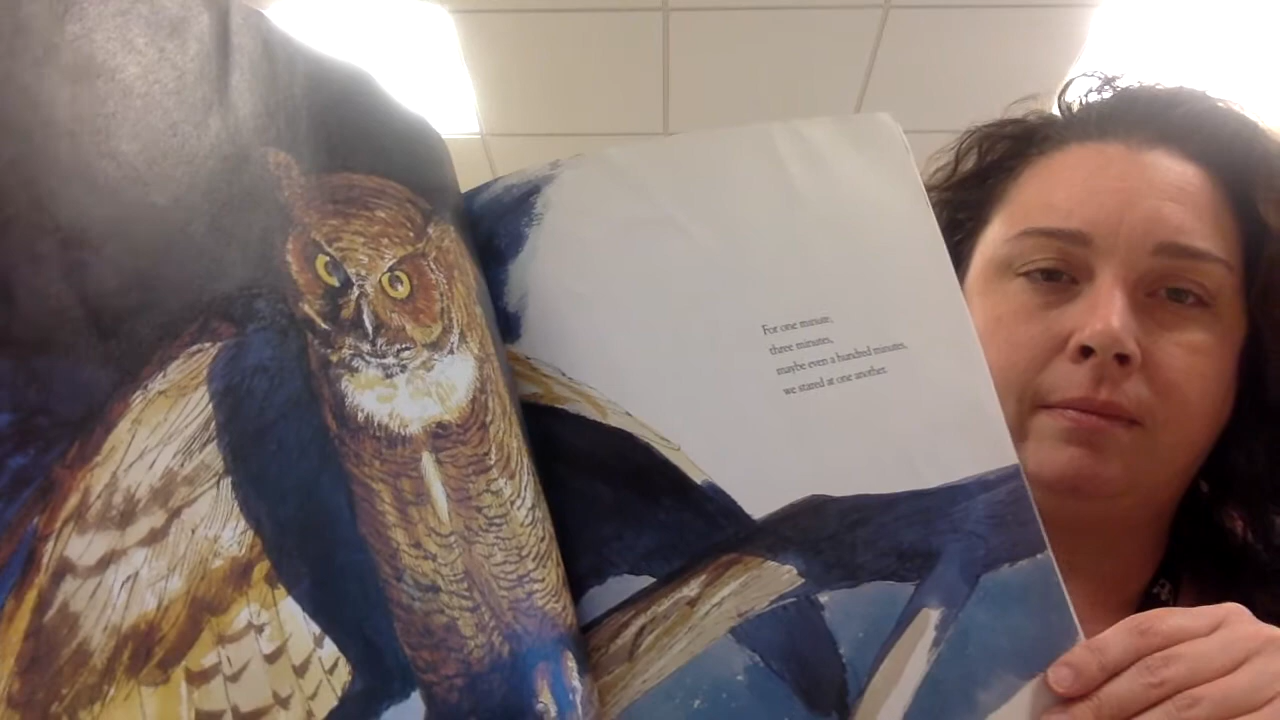 For one minute,
three minutes,
maybe even a hundred minutes,
we stared at one another.